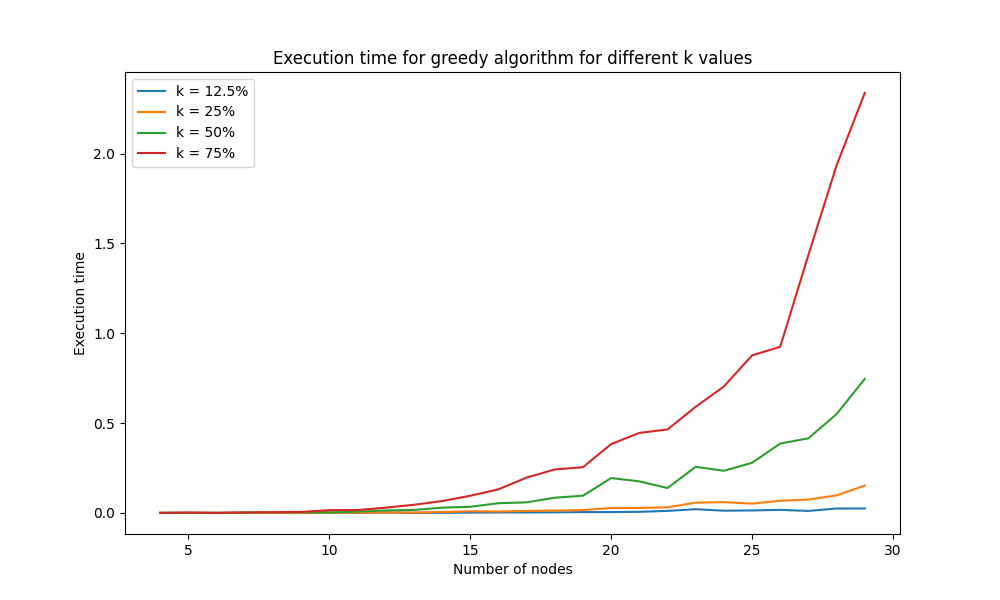 Execution time for greedy algorithm for different k values
k = 12.5%
k = 25%
k = 50%
k = 75%
2.0
1.5
1.0
0.5
0.0
Execution time
5 10 15 20 25 30
Number of nodes